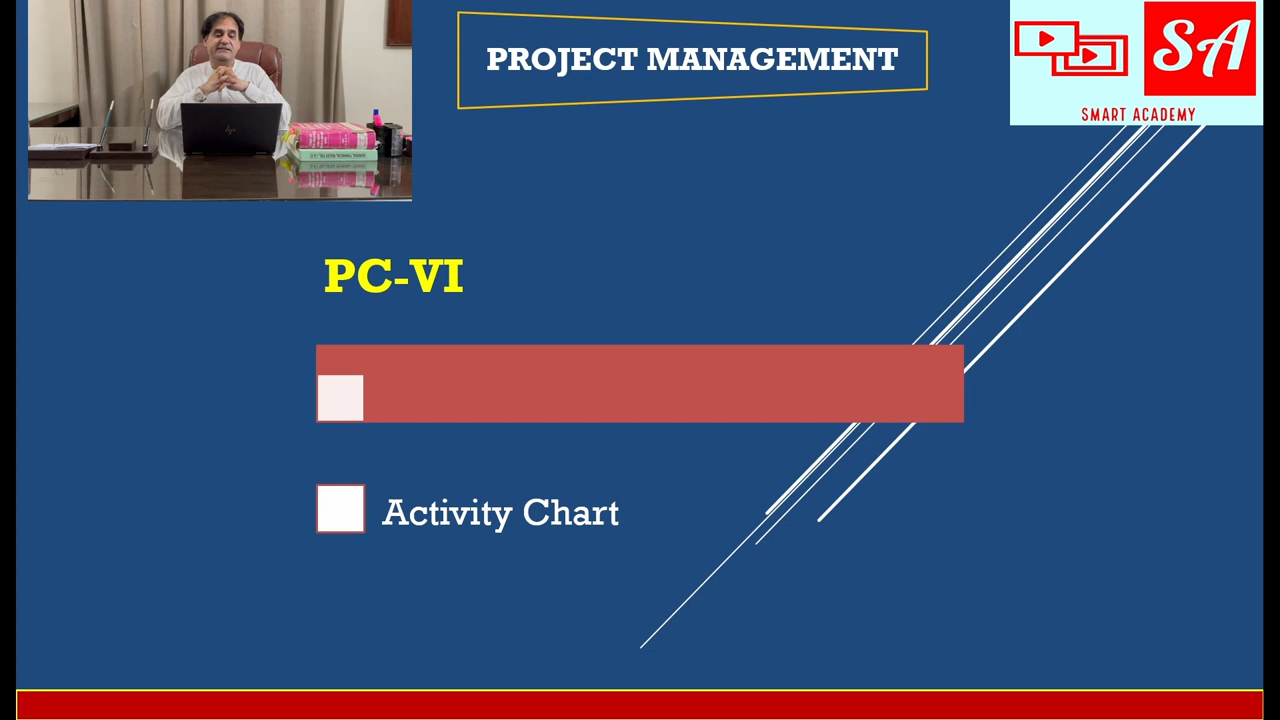 PROJECT MANAGEMENT
SA
SMART ACADEMY
PC-VI
Activity Chart